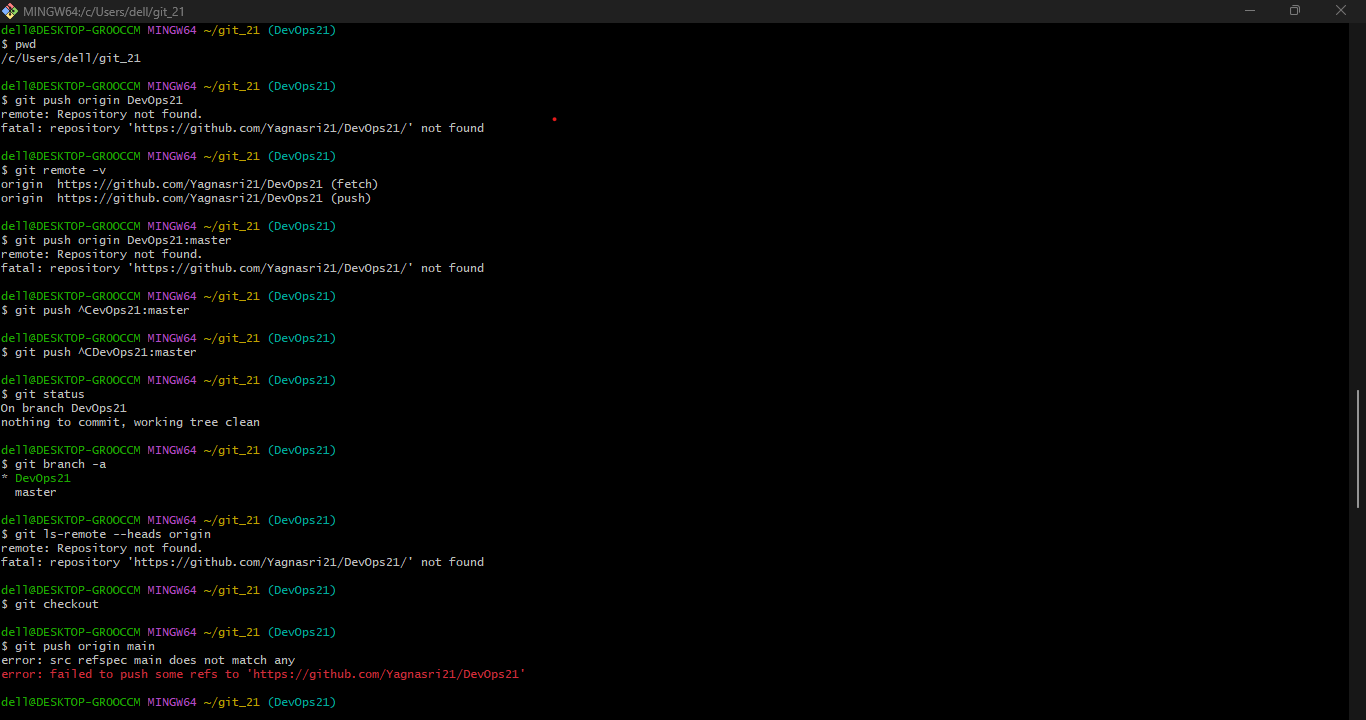 MINGW64:/c/Users/dell/git_21
dell@DESKTOP-GROOCCM MINGW64 ~/git_21 (DevOps21)
$ pwd
/c/Users/dell/git_21
dell@DESKTOP-GROOCCM MINGW64 ~/git_21 (DevOps21)
$ git push origin DevOps21
remote: Repository not found.
fatal: repository 'https://github.com/Yagnasri21/DevOps21/' not found
dell@DESKTOP-GROOCCM MINGW64 ~/git_21 (DevOps21)
$ git remote -v
origin  https://github.com/Yagnasri21/DevOps21 (fetch)
origin  https://github.com/Yagnasri21/DevOps21 (push)
dell@DESKTOP-GROOCCM MINGW64 ~/git_21 (DevOps21)
$ git push origin DevOps21:master
remote: Repository not found.
fatal: repository 'https://github.com/Yagnasri21/DevOps21/' not found
dell@DESKTOP-GROOCCM MINGW64 ~/git_21 (DevOps21)
$ git push ^CevOps21:master
dell@DESKTOP-GROOCCM MINGW64 ~/git_21 (DevOps21)
$ git push ^CDevOps21:master
dell@DESKTOP-GROOCCM MINGW64 ~/git_21 (DevOps21)
$ git status
On branch DevOps21
nothing to commit, working tree clean
dell@DESKTOP-GROOCCM MINGW64 ~/git_21 (DevOps21)
$ git branch -a
* DevOps21
  master
dell@DESKTOP-GROOCCM MINGW64 ~/git_21 (DevOps21)
$ git ls-remote --heads origin
remote: Repository not found.
fatal: repository 'https://github.com/Yagnasri21/DevOps21/' not found
dell@DESKTOP-GROOCCM MINGW64 ~/git_21 (DevOps21)
$ git checkout
dell@DESKTOP-GROOCCM MINGW64 ~/git_21 (DevOps21)
$ git push origin main
error: src refspec main does not match any
error: failed to push some refs to 'https://github.com/Yagnasri21/DevOps21'
dell@DESKTOP-GROOCCM MINGW64 ~/git_21 (DevOps21)